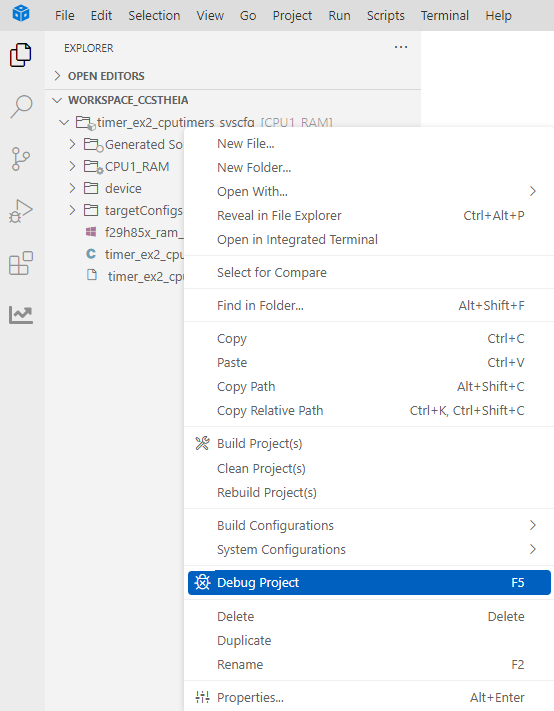 File Edit Selection View Go Project Run Scripts Terminal Help
EXPLORER ...
OPEN EDITORS
WORKSPACE_CCSTHEIA
timer_ex2_cputimers_syscfg [CPU1_RAM]
Generated So
CPU1_RAM
device
targetConfigs
f29h85x_ram_
timer_ex2_cpu
timer_ex2_cpu
New File...
New Folder...
Open With...
Reveal in File Explorer Ctrl+Alt+P
Open in Integrated Terminal
Select for Compare
Find in Folder... Alt+Shift+F
Copy Ctrl+C
Paste Ctrl+V
Copy Path Alt+Shift+C
Copy Relative Path Ctrl+K, Ctrl+Shift+C
Build Project(s)
Clean Project(s)
Rebuild Project(s)
Build Configurations
System Configurations
Debug Project F5
Delete Delete
Duplicate
Rename F2
Properties... Alt+Enter